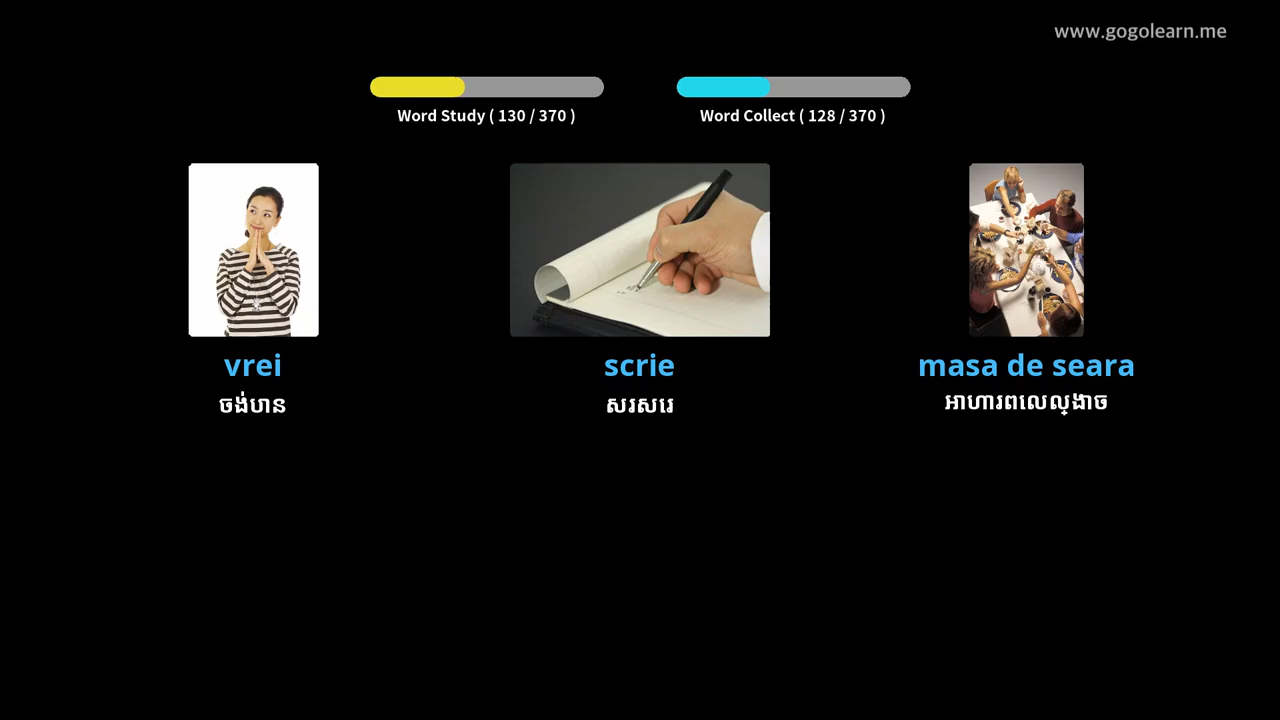 www.gogolearn.me
Word Study ( 130 / 370 )
Word Collect ( 128 / 370 )
vrei
ចង់បាន
scrie
សរសេរ
masa de seara
អាហារពេលល្ងាច